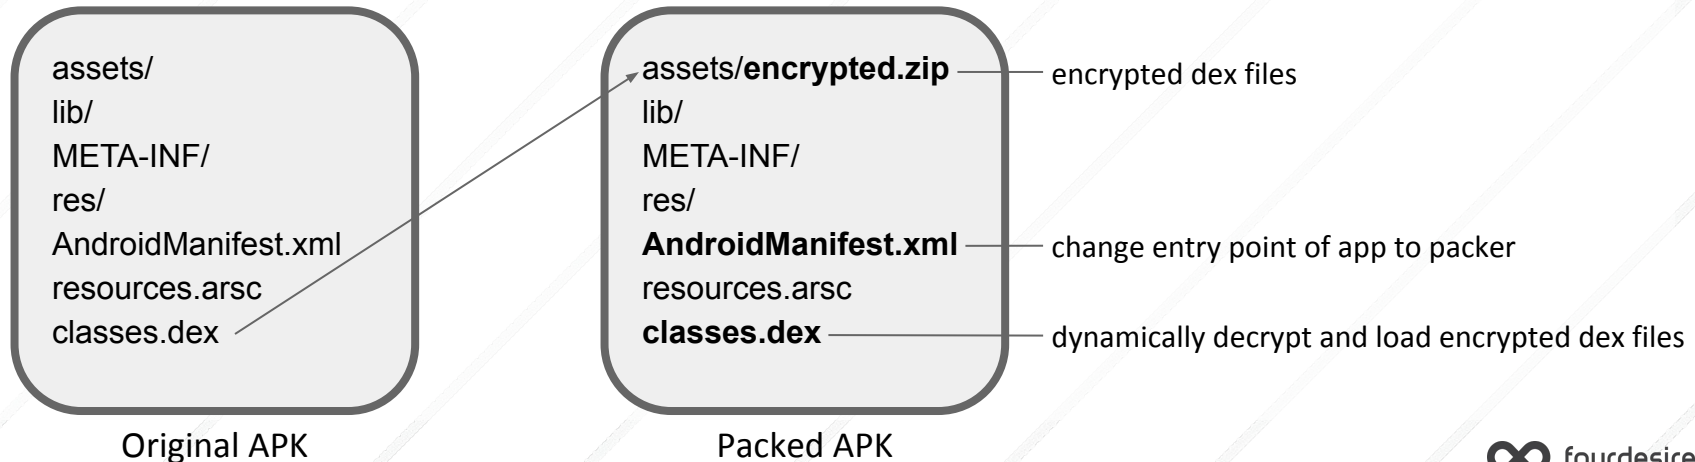 assets/
lib/
META-INF/
res/
AndroidManifest.xml
resources.arsc
classes.dex
Original APK
assets/encrypted.zip
lib/
META-INF/
res/
AndroidManifest.xml
resources.arsc
classes.dex
Packed APK
encrypted dex files
change entry point of app to packer
dynamically decrypt and load encrypted dex files
fourdesire